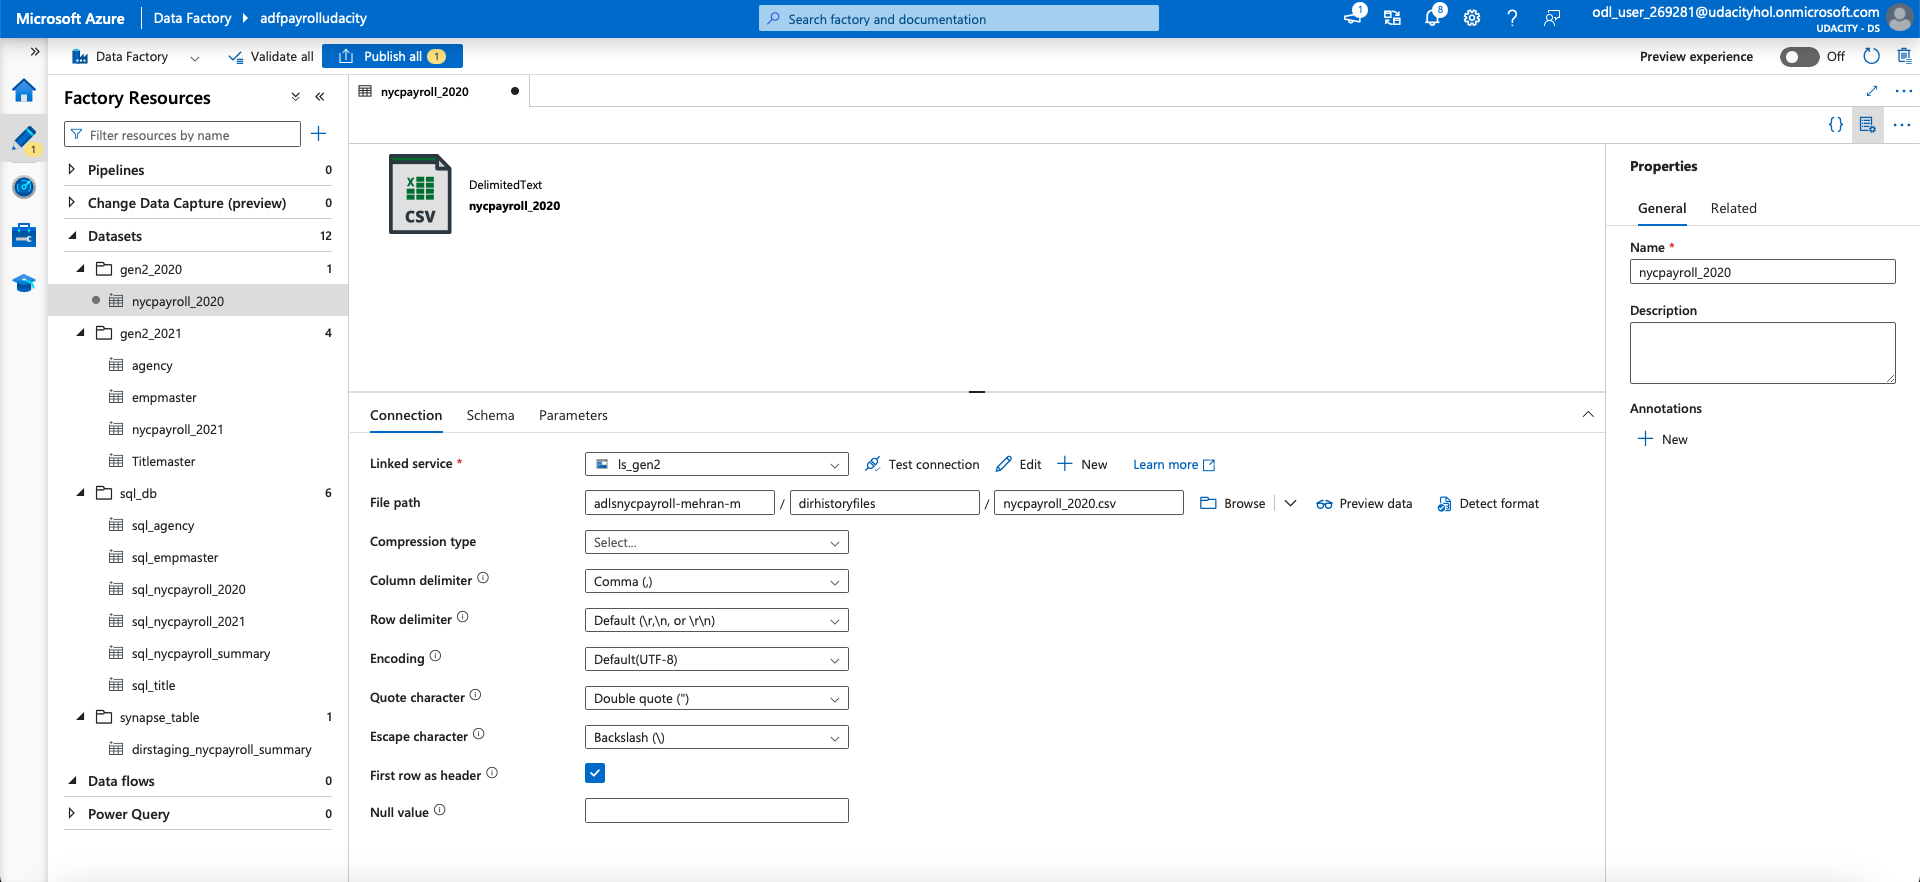 Microsoft Azure
Data Factory
adfpayrolludacity
Search factory and documentation
1
8
odl_user_269281@udacityhol.onmicrosoft.com
UDACITY - DS
Data Factory
Validate all
Publish all 1
Preview experience
Off
1
Factory Resources
Filter resources by name
Pipelines 0
Change Data Capture (preview) 0
Datasets 12
gen2_2020 1
nycpayroll_2020
gen2_2021 4
agency
empmaster
nycpayroll_2021
Titlemaster
sql_db 6
sql_agency
sql_empmaster
sql_nycpayroll_2020
sql_nycpayroll_2021
sql_nycpayroll_summary
sql_title
synapse_table 1
dirstaging_nycpayroll_summary
Data flows 0
Power Query 0
nycpayroll_2020
CSV
DelimitedText
nycpayroll_2020
Connection
Schema
Parameters
Linked service * ls_gen2 Test connection Edit New Learn more
File path adlsnycpayroll-mehran-m / dirhistoryfiles / nycpayroll_2020.csv Browse Preview data Detect format
Compression type Select...
Column delimiter Comma (,)
Row delimiter Default (\r,\n, or \r\n)
Encoding Default(UTF-8)
Quote character Double quote (")
Escape character Backslash (\)
First row as header
Null value
{}
Properties
General
Related
Name *
nycpayroll_2020
Description
Annotations
New